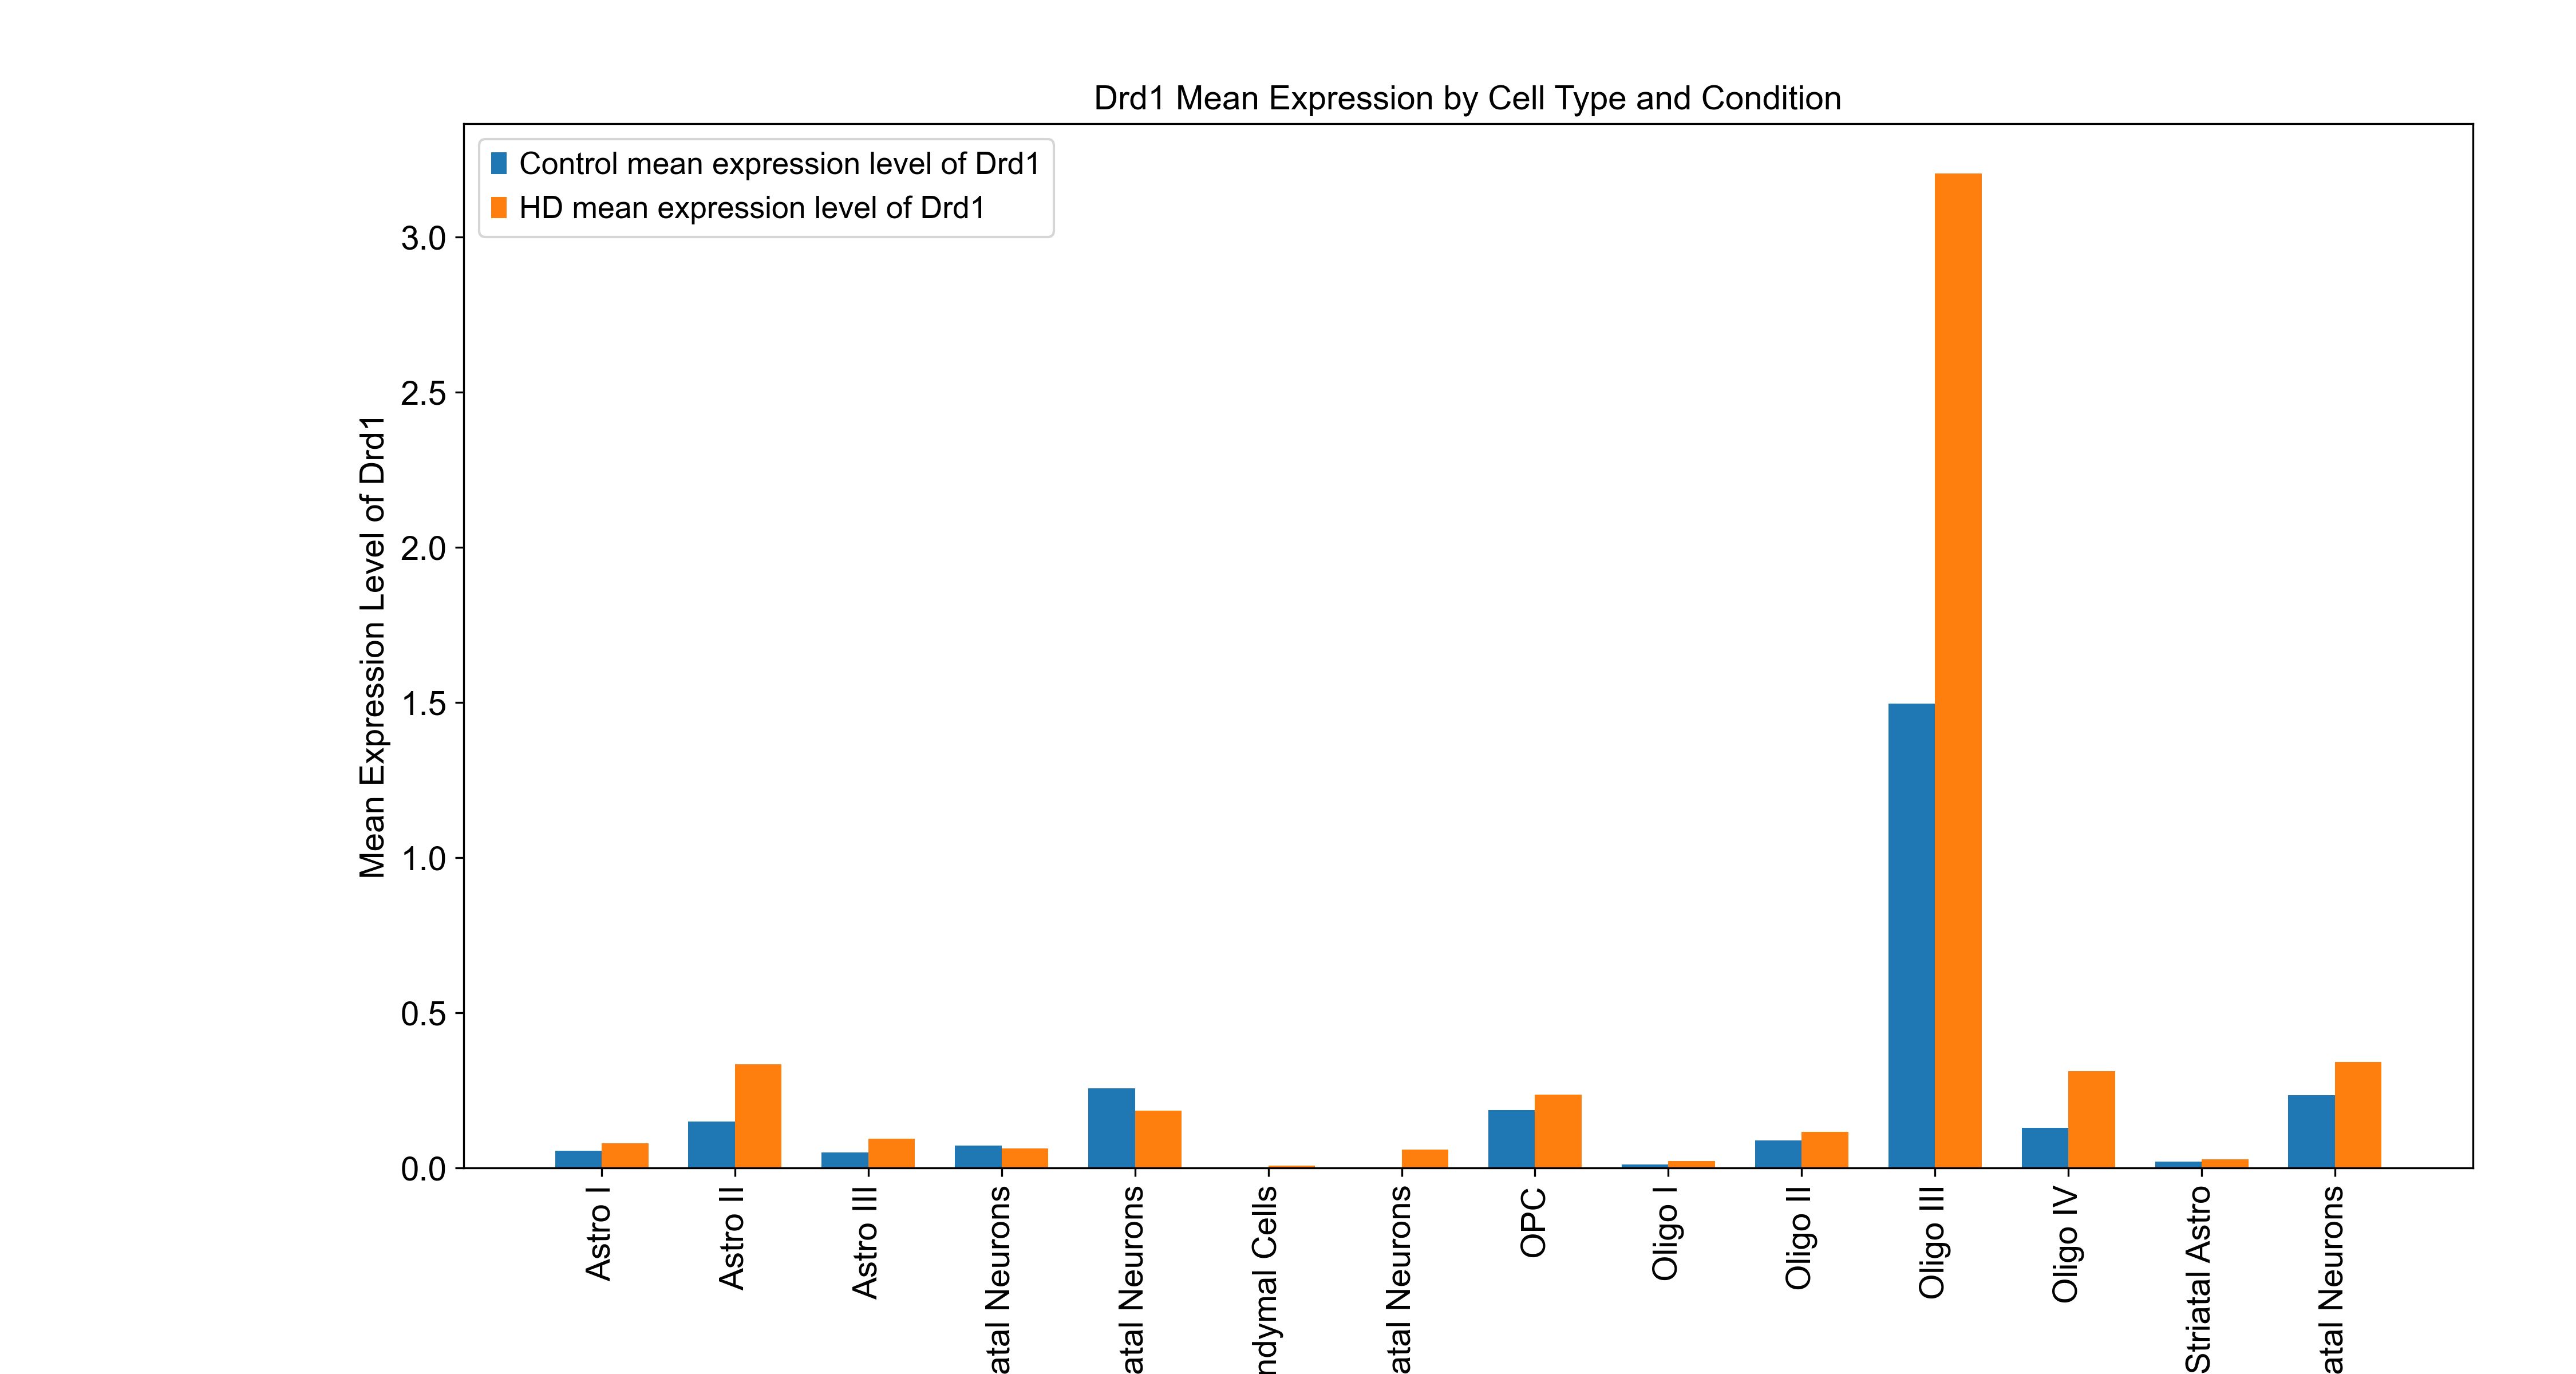 Drd1 Mean Expression by Cell Type and Condition
Control mean expression level of Drd1
HD mean expression level of Drd1
Mean Expression Level of Drd1
3.0
2.5
2.0
1.5
1.0
0.5
0.0
Astro I
Astro II
Astro III
atal Neurons
atal Neurons
ndymal Cells
atal Neurons
OPC
Oligo I
Oligo II
Oligo III
Oligo IV
Striatal Astro
atal Neurons